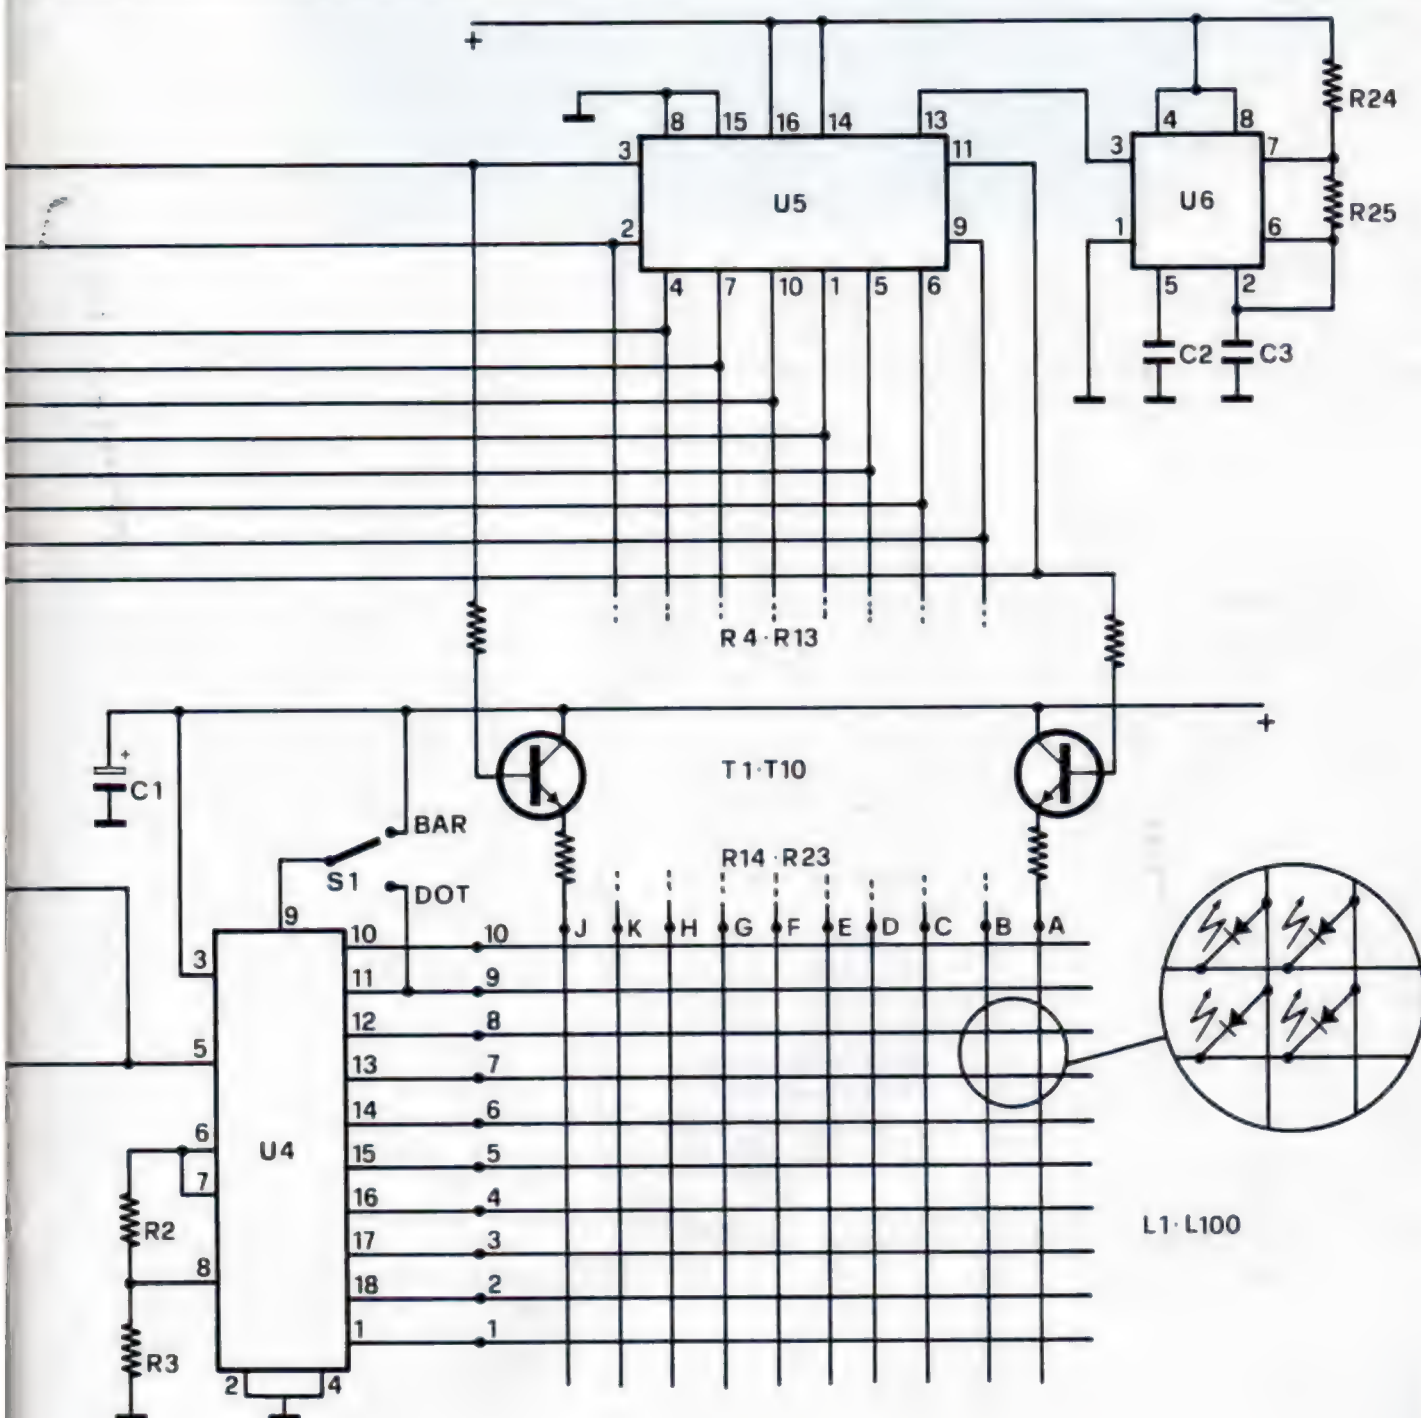 +
R24
8 15 16 14 13 4 8
3 11 3 7
U5 U6
R25
2 9 1 6
4 7 10 1 5 6 5 2
C2 C3
R4·R13
+
+
C1
T1·T10
BAR
S1
R14·R23
DOT
9
10 10 J K H G F E D C B A
3
11 9
12 8
5
13 7
14 6
6
U4
15 5
7
16 4
R2
L1·L100
17 3
8
18 2
1 1
R3
2 4